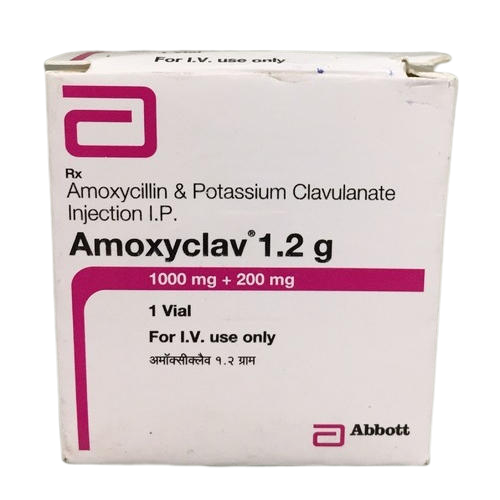 For I.V. use only
Rx
Amoxycillin & Potassium Clavulanate
Injection I.P.
Amoxyclav® 1.2 g
1000 mg + 200 mg
1 Vial
For I.V. use only
अमॉक्सीक्लैव १.२ ग्राम
Abbott